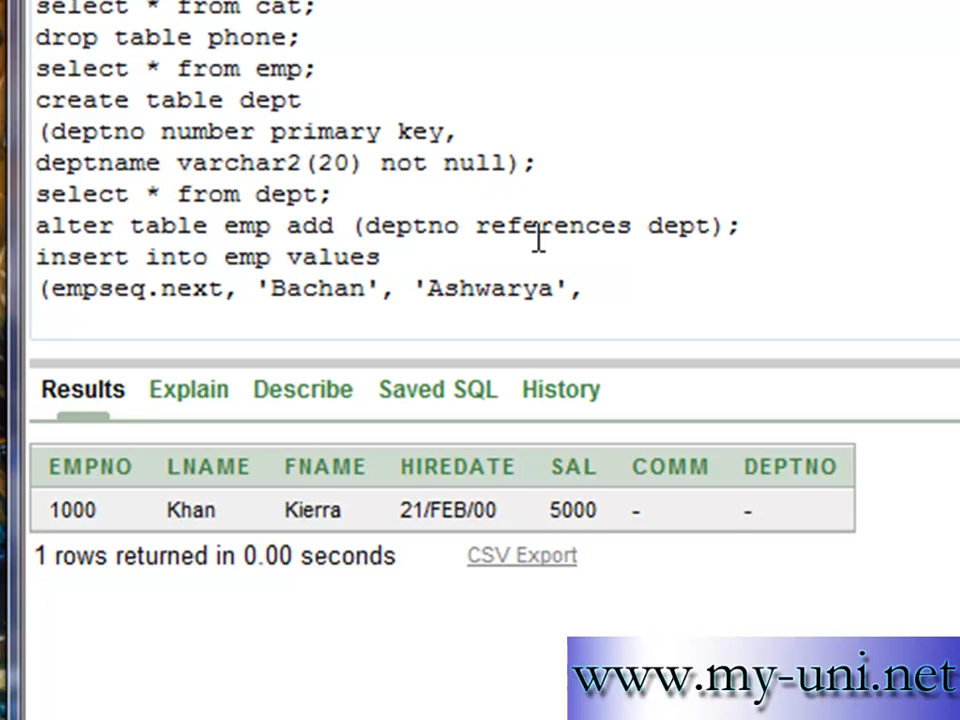 select * from cat;
drop table phone;
select * from emp;
create table dept
(deptno number primary key,
deptname varchar2(20) not null);
select * from dept;
alter table emp add (deptno references dept);
insert into emp values
(empseq.next, 'Bachan', 'Ashwarya',
Results Explain Describe Saved SQL History
EMPNO LNAME FNAME HIREDATE SAL COMM DEPTNO
1000 Khan Kierra 21/FEB/00 5000 - -
1 rows returned in 0.00 seconds CSV Export
www.my-uni.net